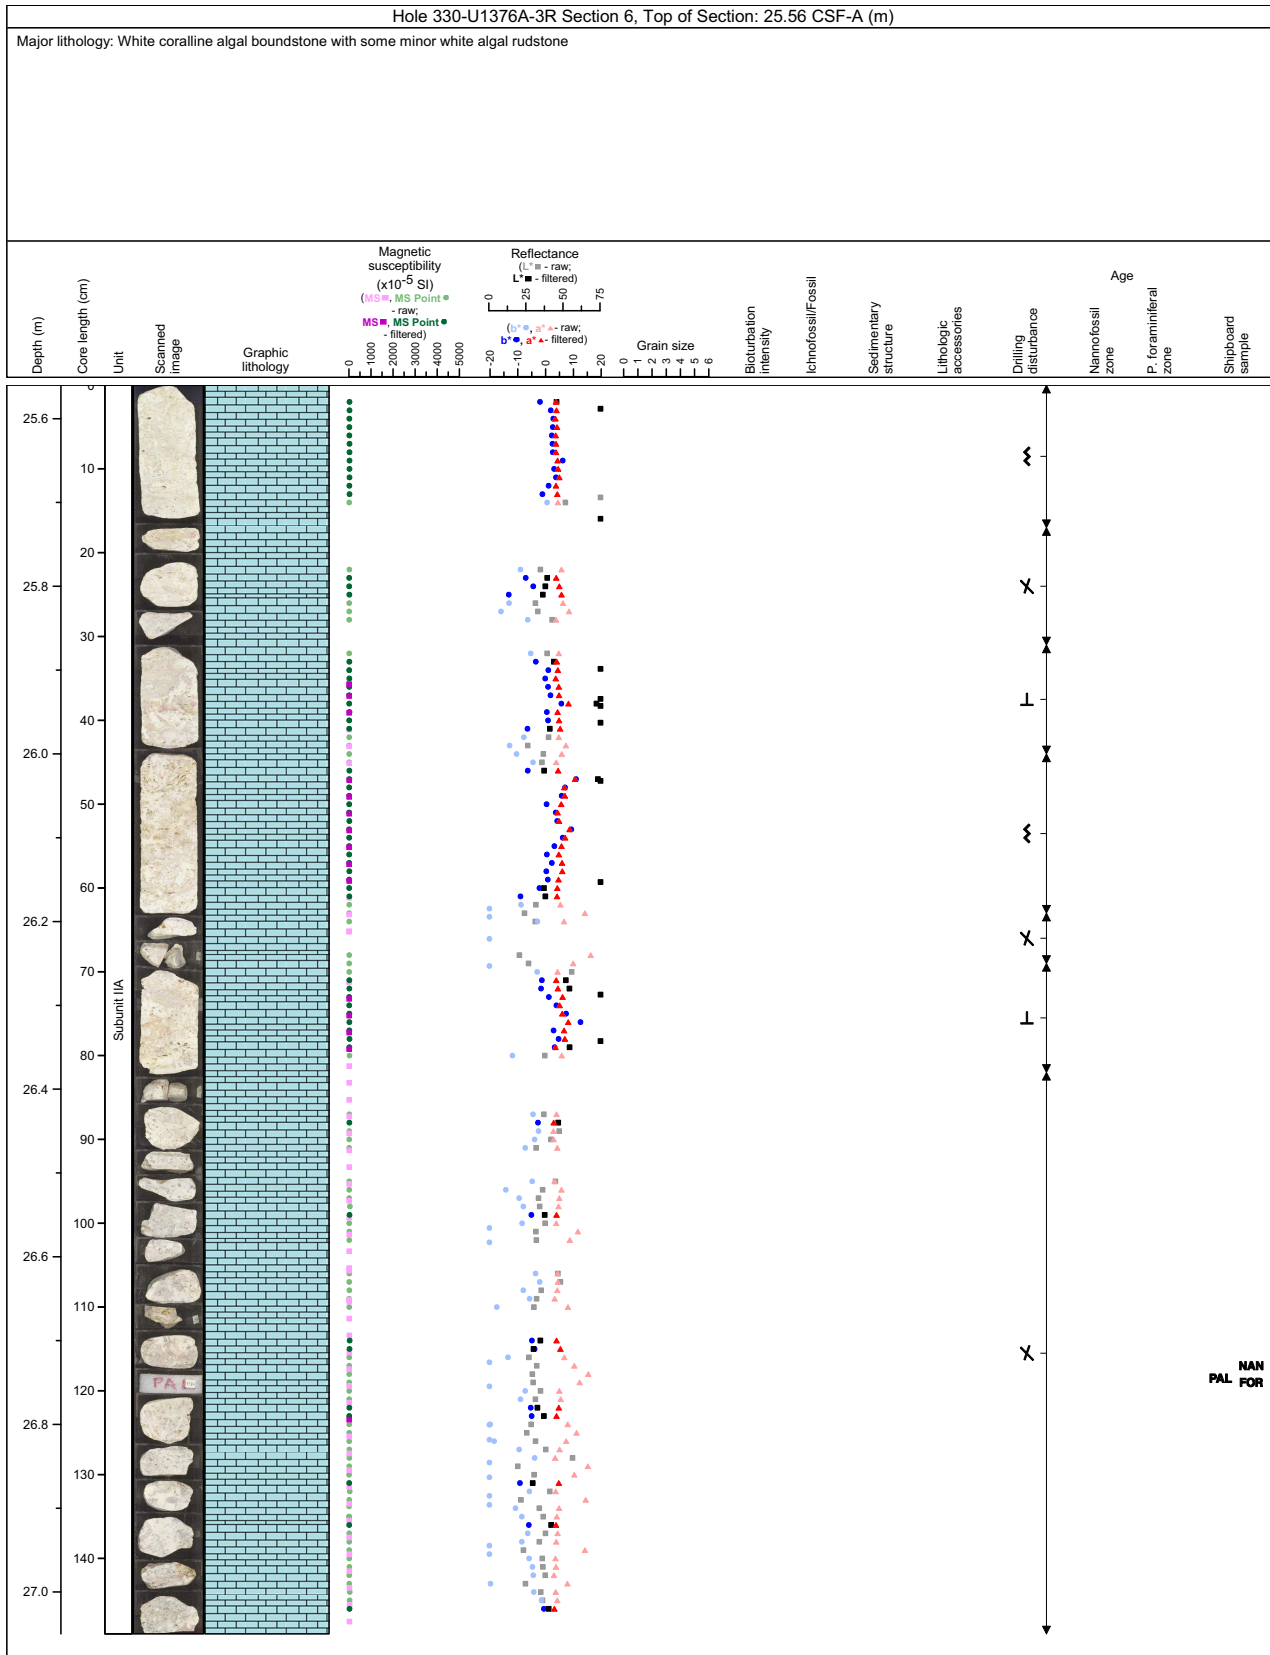 Hole 330-U1376A-3R Section 6, Top of Section: 25.56 CSF-A (m)
Major lithology: White coralline algal boundstone with some minor white algal rudstone
Depth (m)
Core length (cm)
Unit
Scanned image
Graphic lithology
Magnetic susceptibility (x10-5 SI)
(MS, MS Point - raw;
MS, MS Point - filtered)
0 1000 2000 3000 4000 5000
Reflectance
(L* - raw;
L* - filtered)
0 25 50 75
(b*, a* - raw;
b*, a* - filtered)
-20 -10 0 10 20
Grain size
0 1 2 3 4 5 6
Bioturbation intensity
Ichnofossil/Fossil
Sedimentary structure
Lithologic accessories
Drilling disturbance
Age
Nannofossil zone
P. foraminiferal zone
Shipboard sample
0
25.6
10
20
25.8
30
40
26.0
50
60
26.2
70
Subunit IIA
80
26.4
90
100
26.6
110
PAL
PAL NAN FOR
120
26.8
130
140
27.0